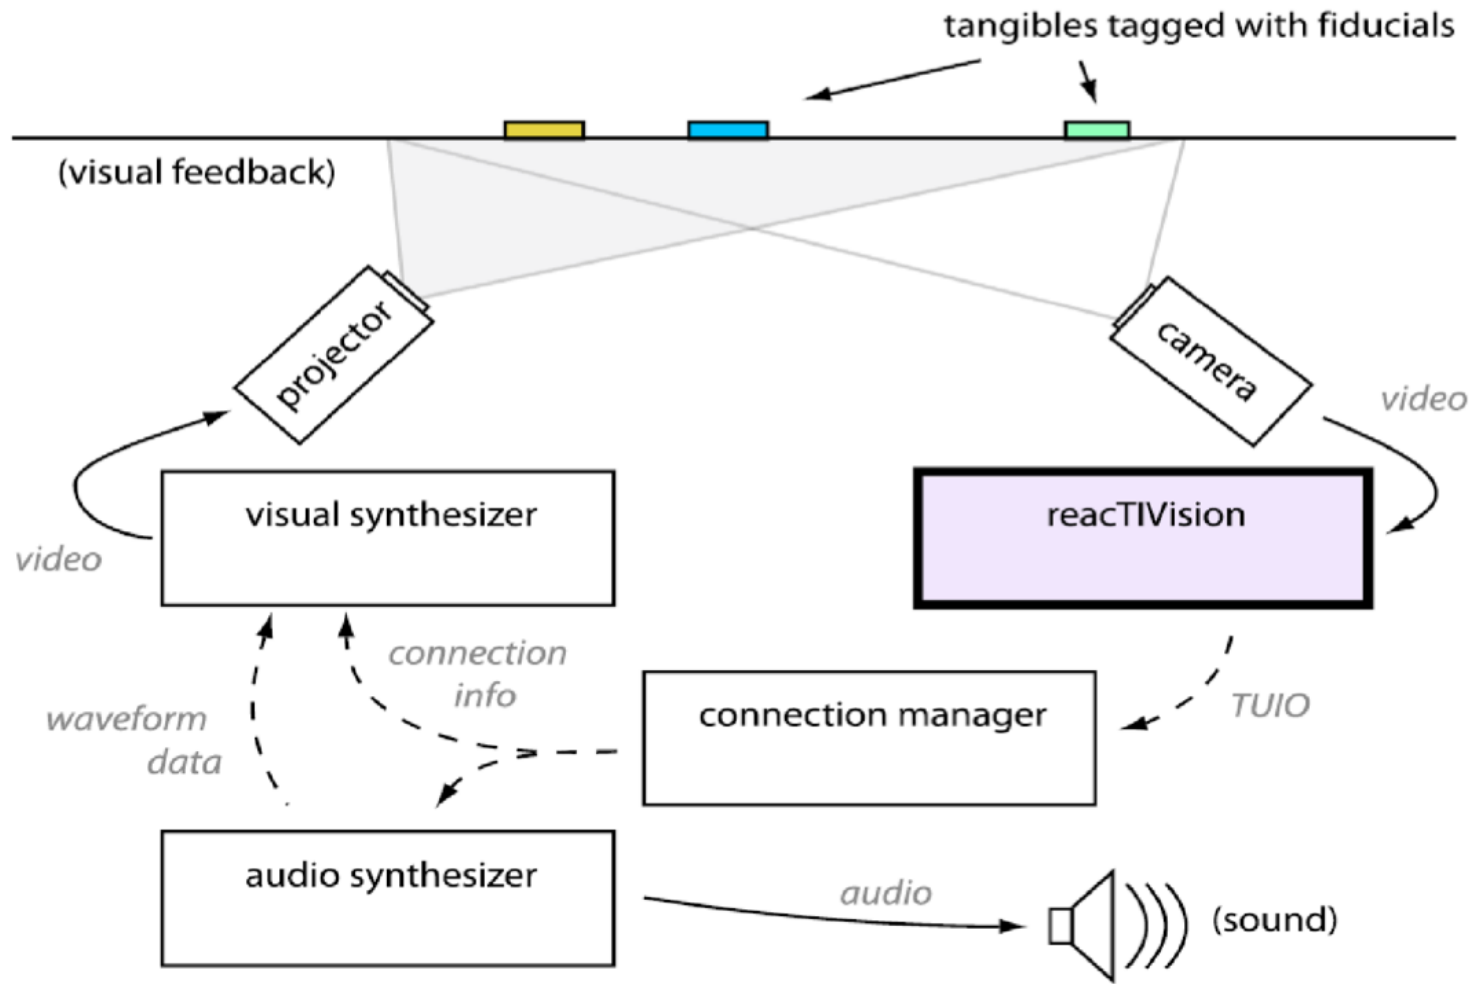 tangibles tagged with fiducials
(visual feedback)
projector
camera
video
visual synthesizer
reacTIVision
video
connection
info
waveform
data
connection manager
TUIO
audio synthesizer
audio
(sound)